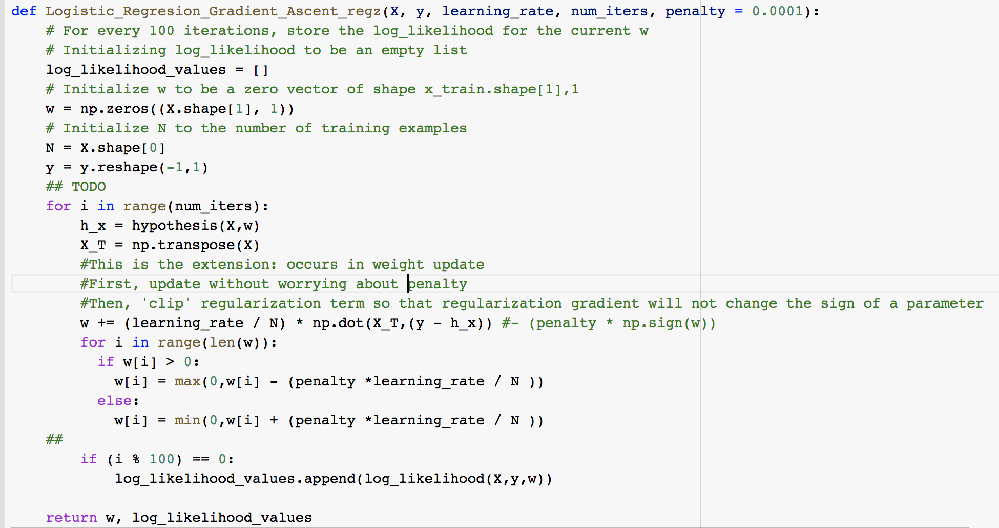 def Logistic_Regresion_Gradient_Ascent_regz(X, y, learning_rate, num_iters, penalty = 0.0001):
    # For every 100 iterations, store the log_likelihood for the current w
    # Initializing log_likelihood to be an empty list
    log_likelihood_values = []
    # Initialize w to be a zero vector of shape x_train.shape[1],1
    w = np.zeros((X.shape[1], 1))
    # Initialize N to the number of training examples
    N = X.shape[0]
    y = y.reshape(-1,1)
    ## TODO
    for i in range(num_iters):
        h_x = hypothesis(X,w)
        X_T = np.transpose(X)
        #This is the extension: occurs in weight update
        #First, update without worrying about penalty
        #Then, 'clip' regularization term so that regularization gradient will not change the sign of a parameter
        w += (learning_rate / N) * np.dot(X_T,(y - h_x)) #- (penalty * np.sign(w))
        for i in range(len(w)):
          if w[i] > 0:
            w[i] = max(0,w[i] - (penalty *learning_rate / N ))
          else:
            w[i] = min(0,w[i] + (penalty *learning_rate / N ))
    ##
        if (i % 100) == 0:
            log_likelihood_values.append(log_likelihood(X,y,w))
    return w, log_likelihood_values